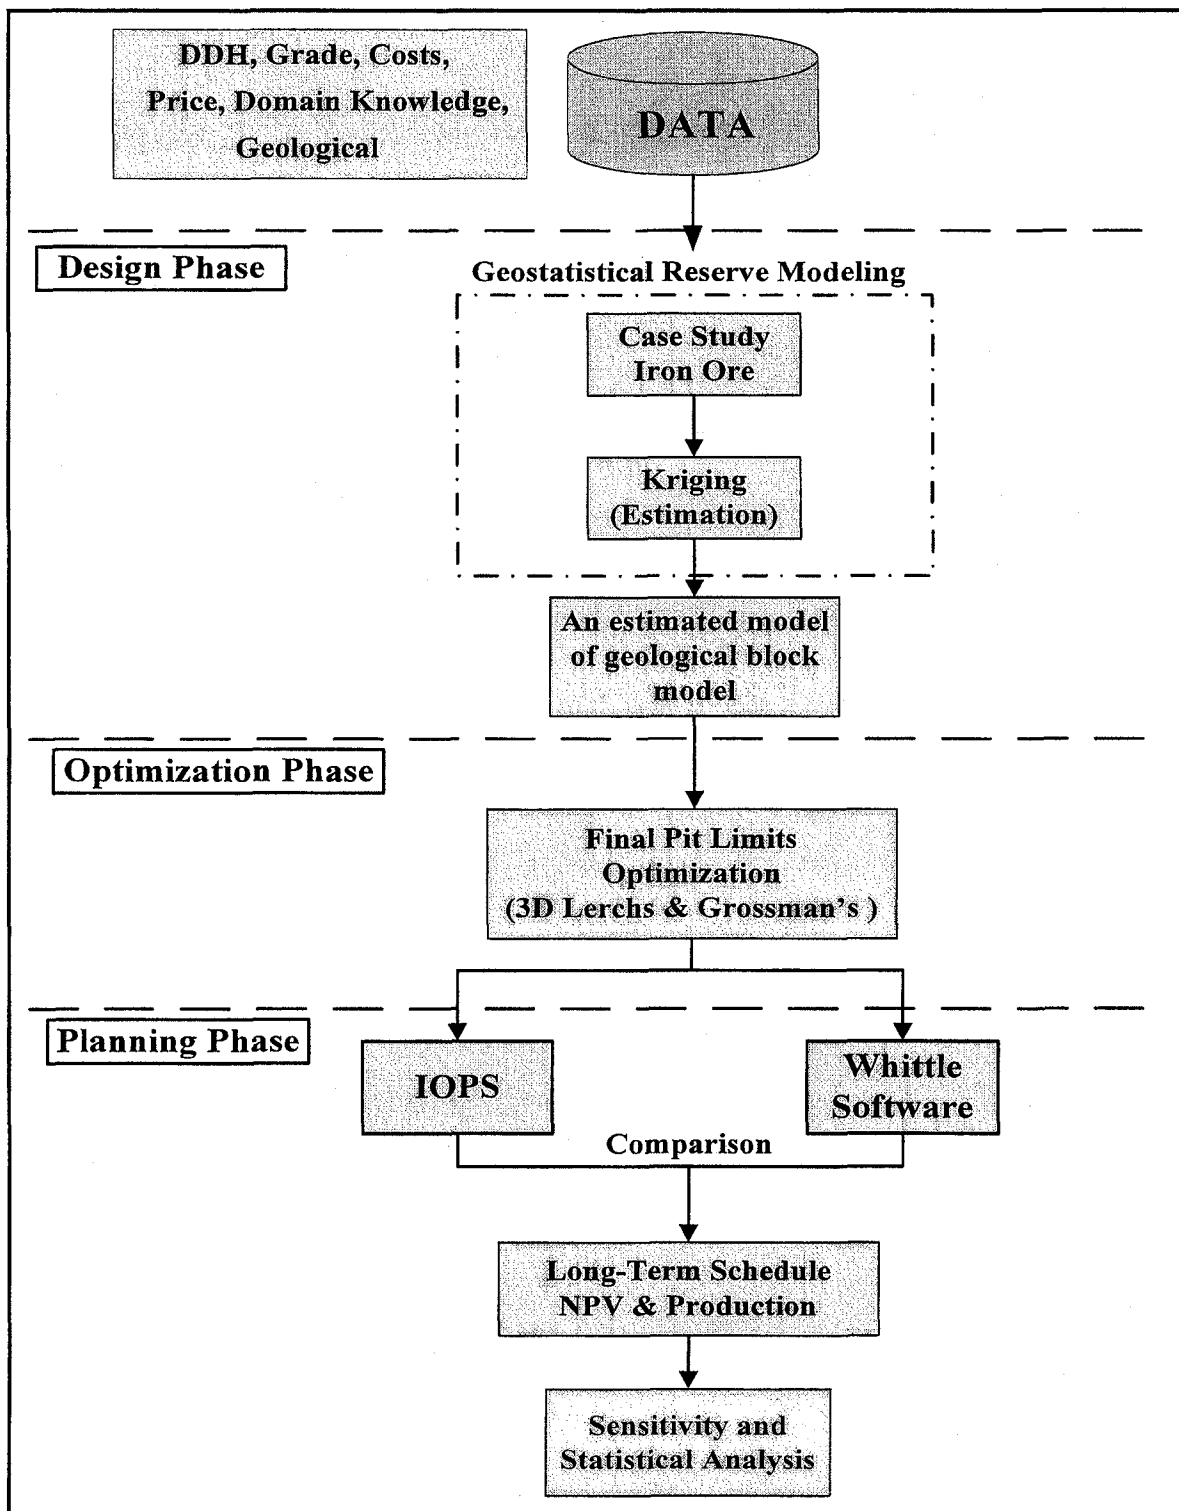 DDH, Grade, Costs,
Price, Domain Knowledge,
Geological
DATA
Design Phase
Geostatistical Reserve Modeling
Case Study
Iron Ore
Kriging
(Estimation)
An estimated model
of geological block
model
Optimization Phase
Final Pit Limits
Optimization
(3D Lerchs & Grossman's )
Planning Phase
IOPS
Whittle
Software
Comparison
Long-Term Schedule
NPV & Production
Sensitivity and
Statistical Analysis